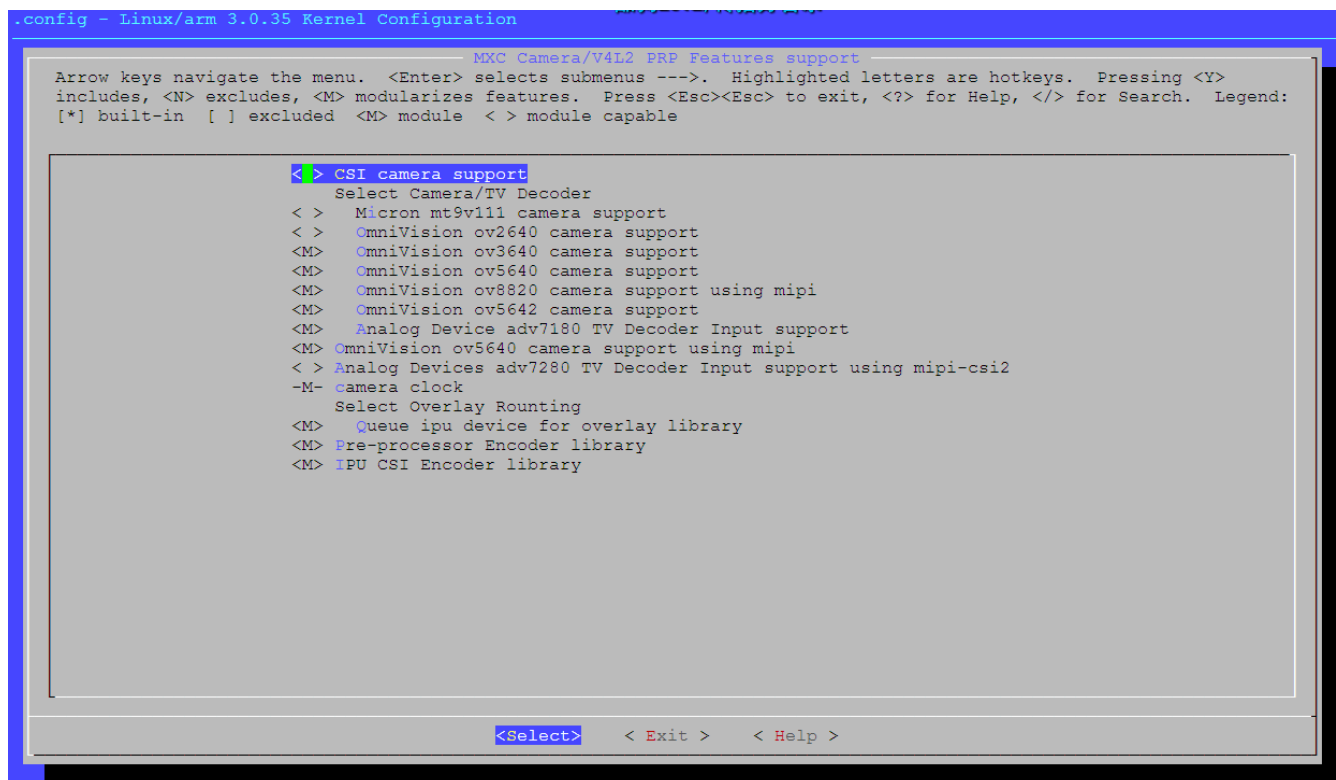 .config - Linux/arm 3.0.35 Kernel Configuration
MXC Camera/V4L2 PRP Features support
Arrow keys navigate the menu.  <Enter> selects submenus --->.  Highlighted letters are hotkeys.  Pressing <Y>
includes, <N> excludes, <M> modularizes features.  Press <Esc><Esc> to exit, <?> for Help, </> for Search.  Legend:
[*] built-in  [ ] excluded  <M> module  < > module capable
< > CSI camera support
Select Camera/TV Decoder
< >   Micron mt9v111 camera support
< >   OmniVision ov2640 camera support
<M>   OmniVision ov3640 camera support
<M>   OmniVision ov5640 camera support
<M>   OmniVision ov8820 camera support using mipi
<M>   OmniVision ov5642 camera support
<M>   Analog Device adv7180 TV Decoder Input support
<M> OmniVision ov5640 camera support using mipi
< > Analog Devices adv7280 TV Decoder Input support using mipi-csi2
-M- camera clock
Select Overlay Rounting
<M>   Queue ipu device for overlay library
<M> Pre-processor Encoder library
<M> IPU CSI Encoder library
<Select>    < Exit >    < Help >